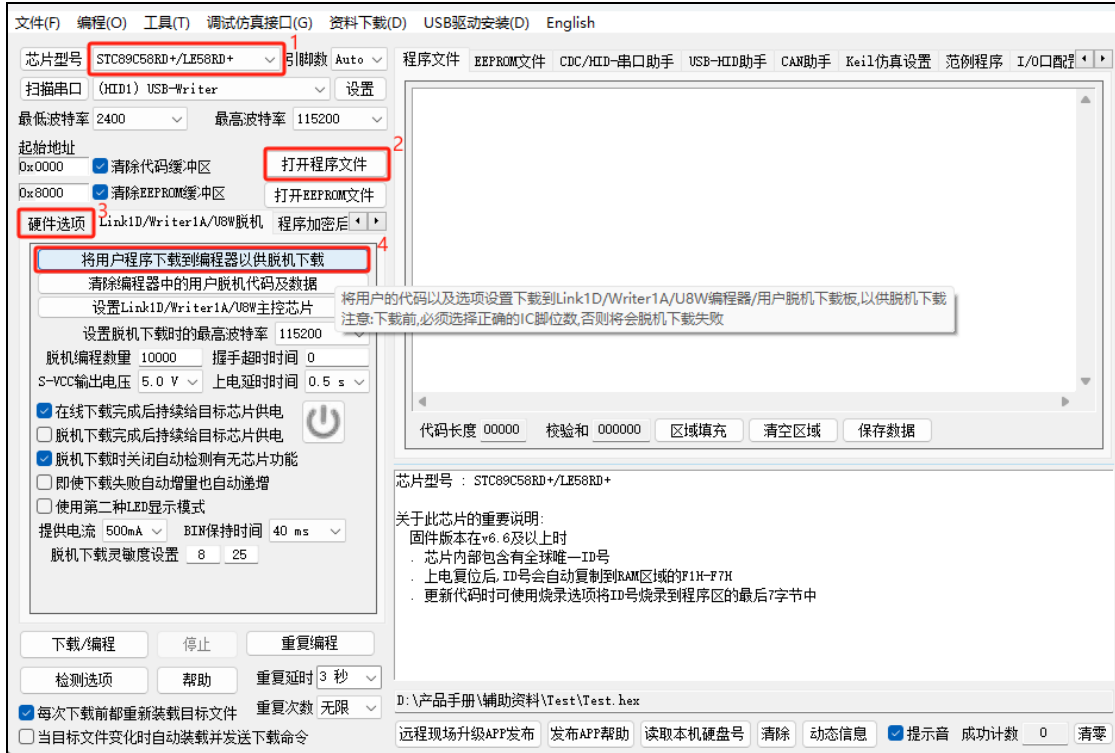 文件(F) 编程(O) 工具(T) 调试仿真接口(G) 资料下载(D) USB驱动安装(D) English
1
芯片型号 STC89C58RD+/LE58RD+ 引脚数 Auto
扫描串口 (HID1) USB-Writer 设置
最低波特率 2400 最高波特率 115200
2
起始地址
0x0000 清除代码缓冲区 打开程序文件
0x8000 清除EEPROM缓冲区 打开EEPROM文件
3
硬件选项 Link1D/Writer1A/U8W脱机 程序加密后
4
将用户程序下载到编程器以供脱机下载
清除编程器中的用户脱机代码及数据
设置Link1D/Writer1A/U8W主控芯片
设置脱机下载时的最高波特率 115200
脱机编程数量 10000 握手超时时间 0
S-VCC输出电压 5.0 V 上电延时时间 0.5 s
在线下载完成后持续给目标芯片供电
脱机下载完成后持续给目标芯片供电
脱机下载时关闭自动检测有无芯片功能
即使下载失败自动增量也自动递增
使用第二种LED显示模式
提供电流 500mA BIN保持时间 40 ms
脱机下载灵敏度设置 8 25
下载/编程 停止 重复编程
检测选项 帮助 重复延时 3 秒
每次下载前都重新装载目标文件 重复次数 无限
当目标文件变化时自动装载并发送下载命令
程序文件 EEPROM文件 CDC/HID-串口助手 USB-HID助手 CAN助手 Keil仿真设置 范例程序 I/O口配
将用户的代码以及选项设置下载到Link1D/Writer1A/U8W编程器/用户脱机下载板,以供脱机下载
注意:下载前,必须选择正确的IC脚位数,否则将会脱机下载失败
代码长度 00000 校验和 000000 区域填充 清空区域 保存数据
芯片型号 : STC89C58RD+/LE58RD+
关于此芯片的重要说明:
固件版本在v6.6及以上时
. 芯片内部包含有全球唯一ID号
. 上电复位后,ID号会自动复制到RAM区域的F1H-F7H
. 更新代码时可使用烧录选项将ID号烧录到程序区的最后7字节中
D:\产品手册\辅助资料\Test\Test.hex
远程现场升级APP发布 发布APP帮助 读取本机硬盘号 清除 动态信息 提示音 成功计数 0 清零